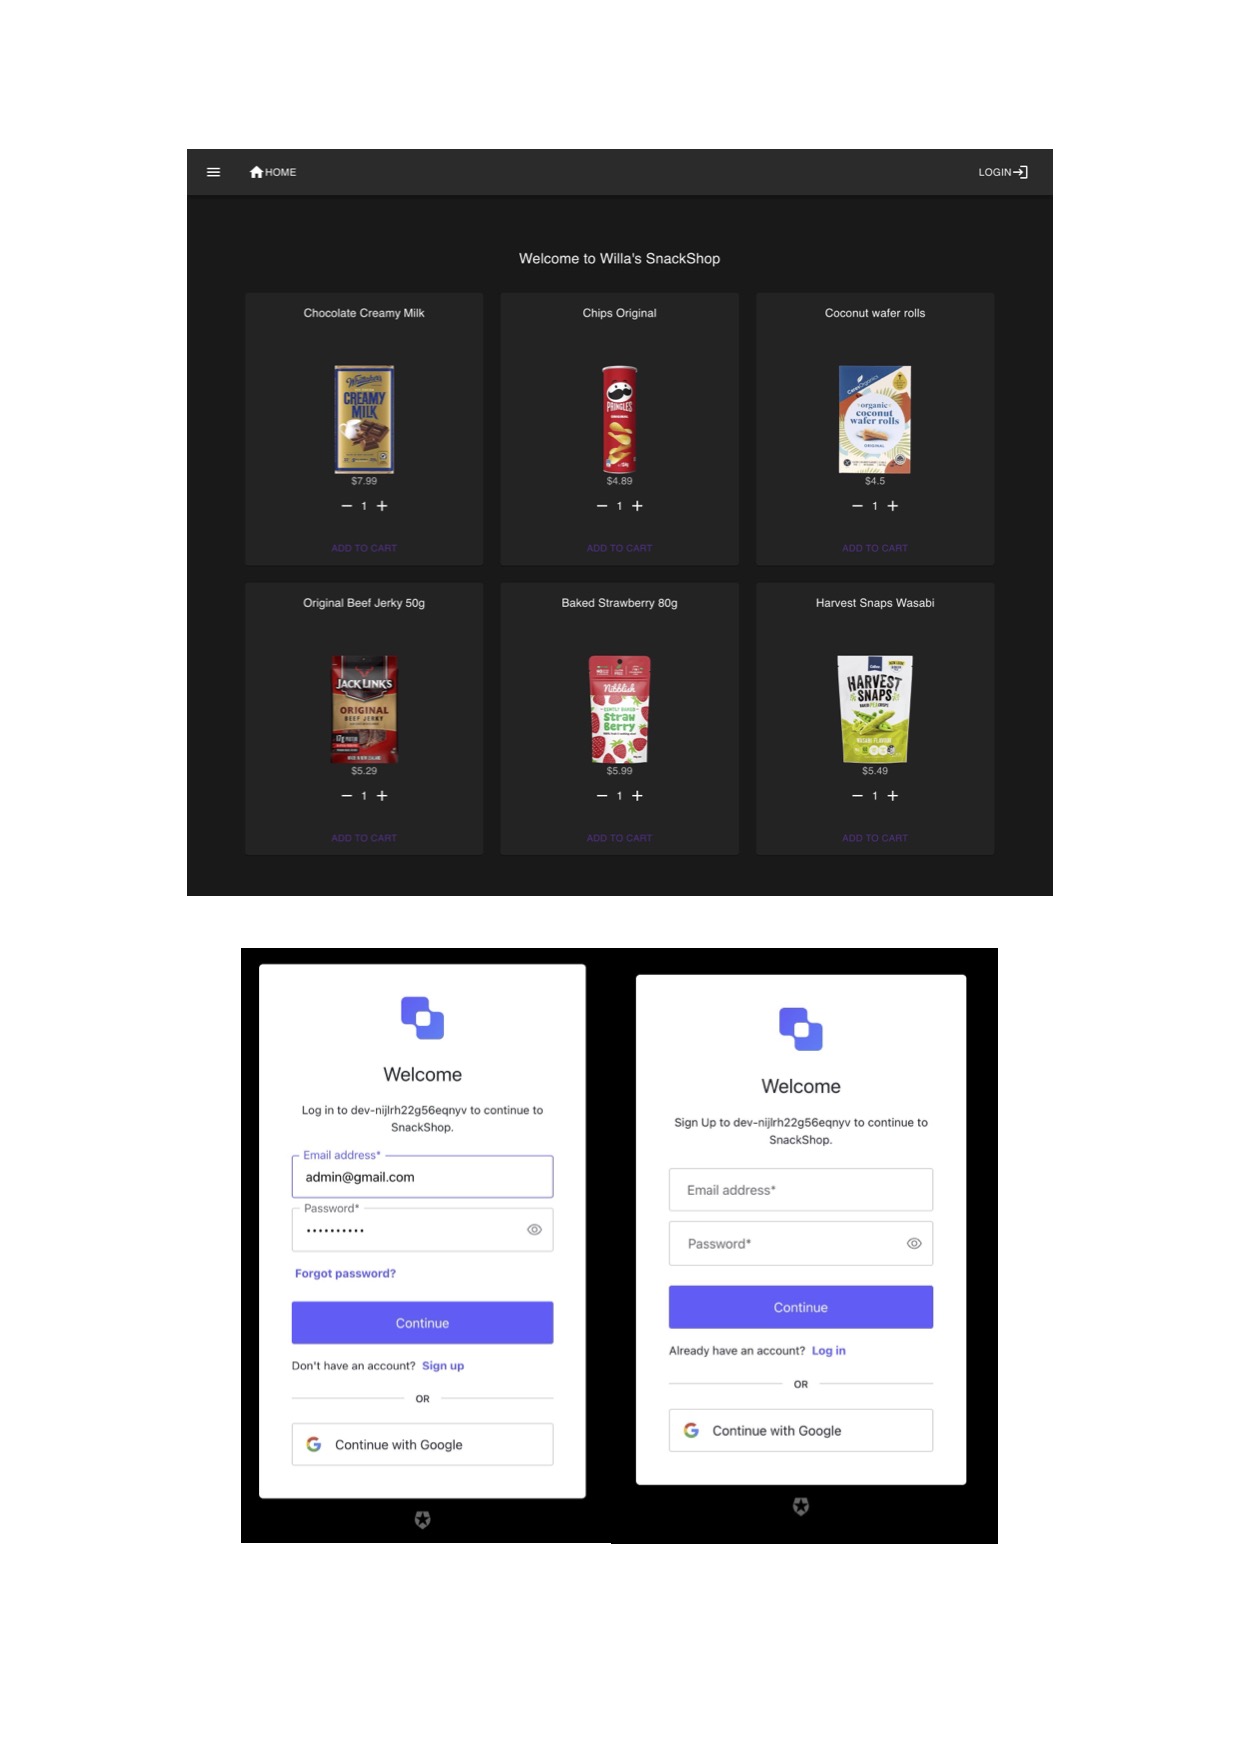 HOME
LOGIN
Welcome to Willa's SnackShop
Chocolate Creamy Milk
Chips Original
Coconut wafer rolls
Whittaker's
CREAMY
MILK
PRINGLES
ORIGINAL
CeresOrganics
organic
coconut
wafer rolls
ORIGINAL
$7.99
$4.89
$4.5
1
1
1
ADD TO CART
ADD TO CART
ADD TO CART
Original Beef Jerky 50g
Baked Strawberry 80g
Harvest Snaps Wasabi
JACK LINK'S
ORIGINAL
BEEF JERKY
Nibblish
GENTLY BAKED
Straw
Berry
HARVEST
SNAPS
$5.29
$5.99
$5.49
1
1
1
ADD TO CART
ADD TO CART
ADD TO CART
Welcome
Log in to dev-nijlrh22g56eqnyv to continue to
SnackShop.
Email address*
admin@gmail.com
Password*
Forgot password?
Continue
Don't have an account? Sign up
OR
Continue with Google
Welcome
Sign Up to dev-nijlrh22g56eqnyv to continue to
SnackShop.
Email address*
Password*
Continue
Already have an account? Log in
OR
Continue with Google